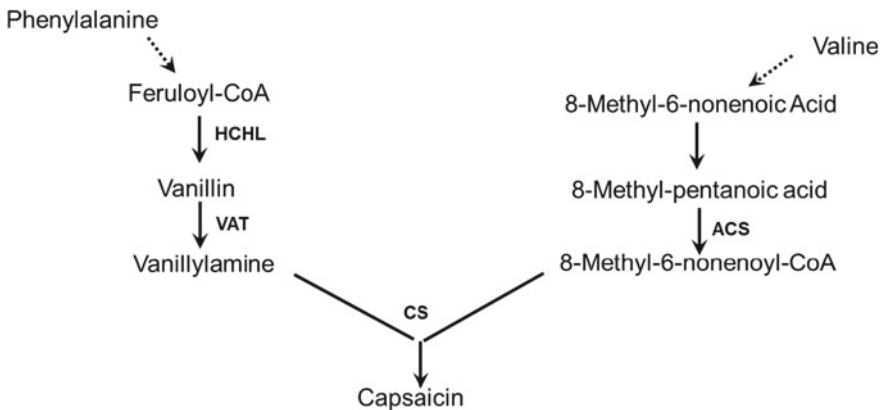 Phenylalanine
Valine
Feruloyl-CoA
8-Methyl-6-nonenoic Acid
HCHL
Vanillin
8-Methyl-pentanoic acid
VAT
ACS
Vanillylamine
8-Methyl-6-nonenoyl-CoA
CS
Capsaicin